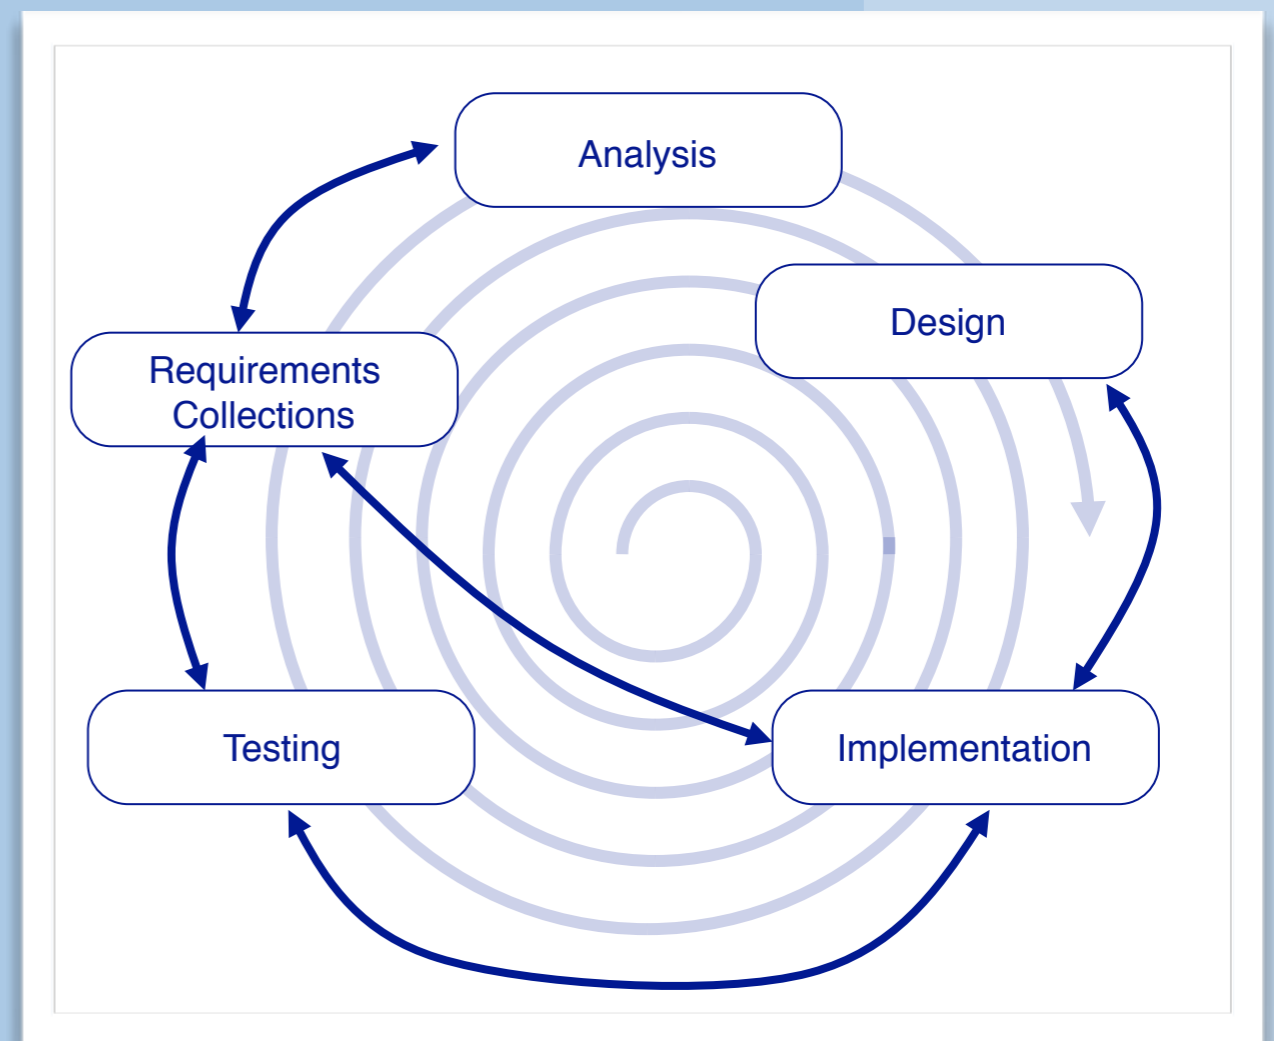 Analysis
Design
Requirements
Collections
Testing
Implementation